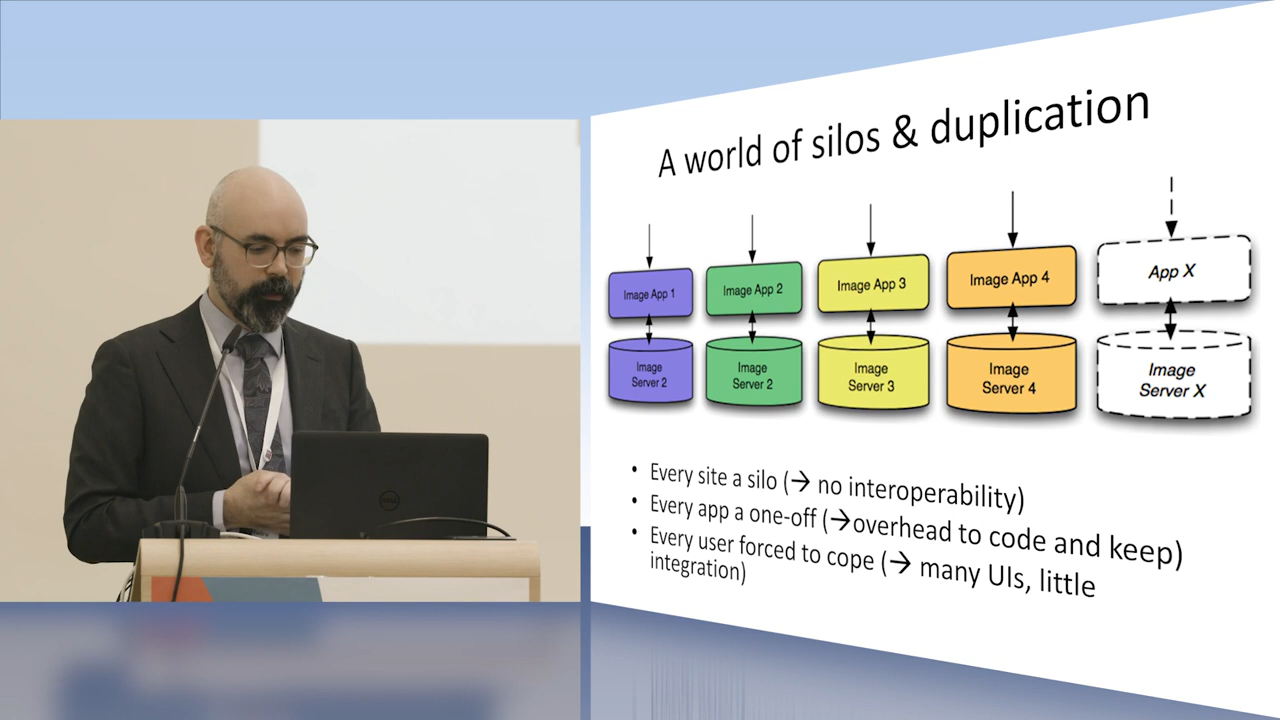 A world of silos & duplication
Image App 1
Image App 2
Image App 3
Image App 4
App X
Image
Server 2
Image
Server 2
Image
Server 3
Image
Server 4
Image
Server X
• Every site a silo (→ no interoperability)
• Every app a one-off (→overhead to code and keep)
• Every user forced to cope (→ many UIs, little
integration)
DELL